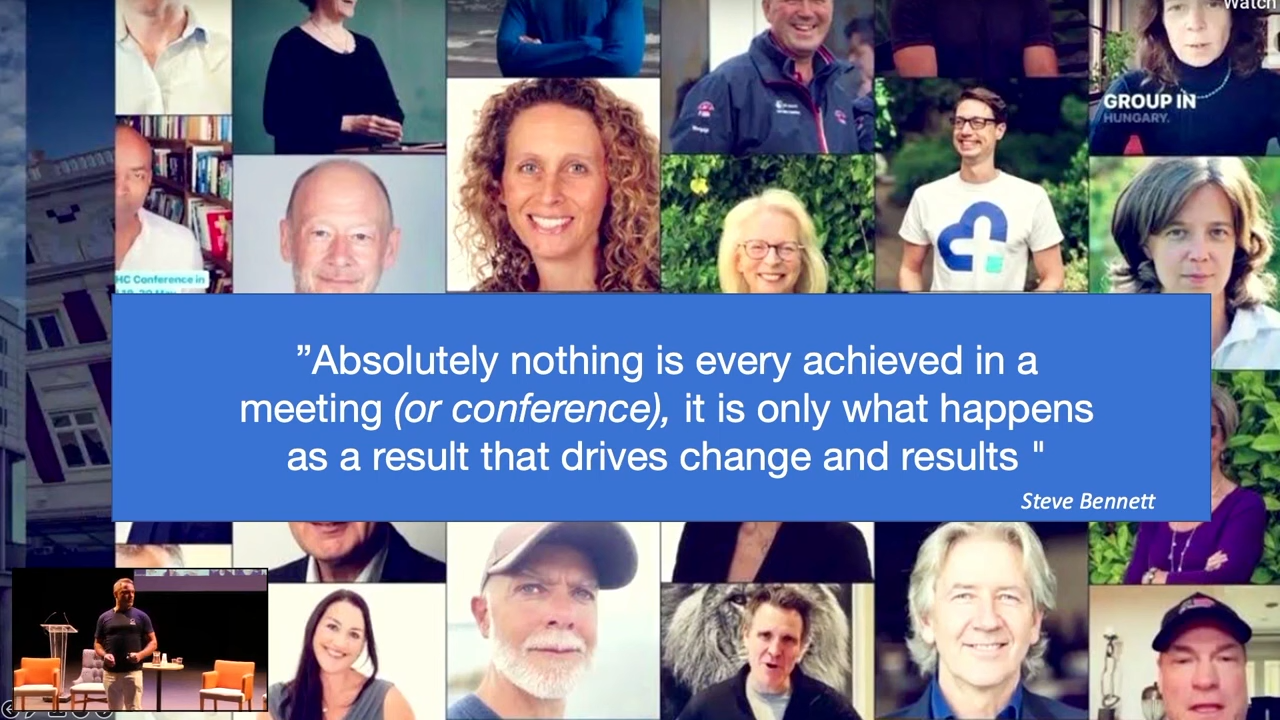 Watch
GROUP IN
HUNGARY.
HC Conference in
”Absolutely nothing is every achieved in a
meeting (or conference), it is only what happens
as a result that drives change and results "
Steve Bennett